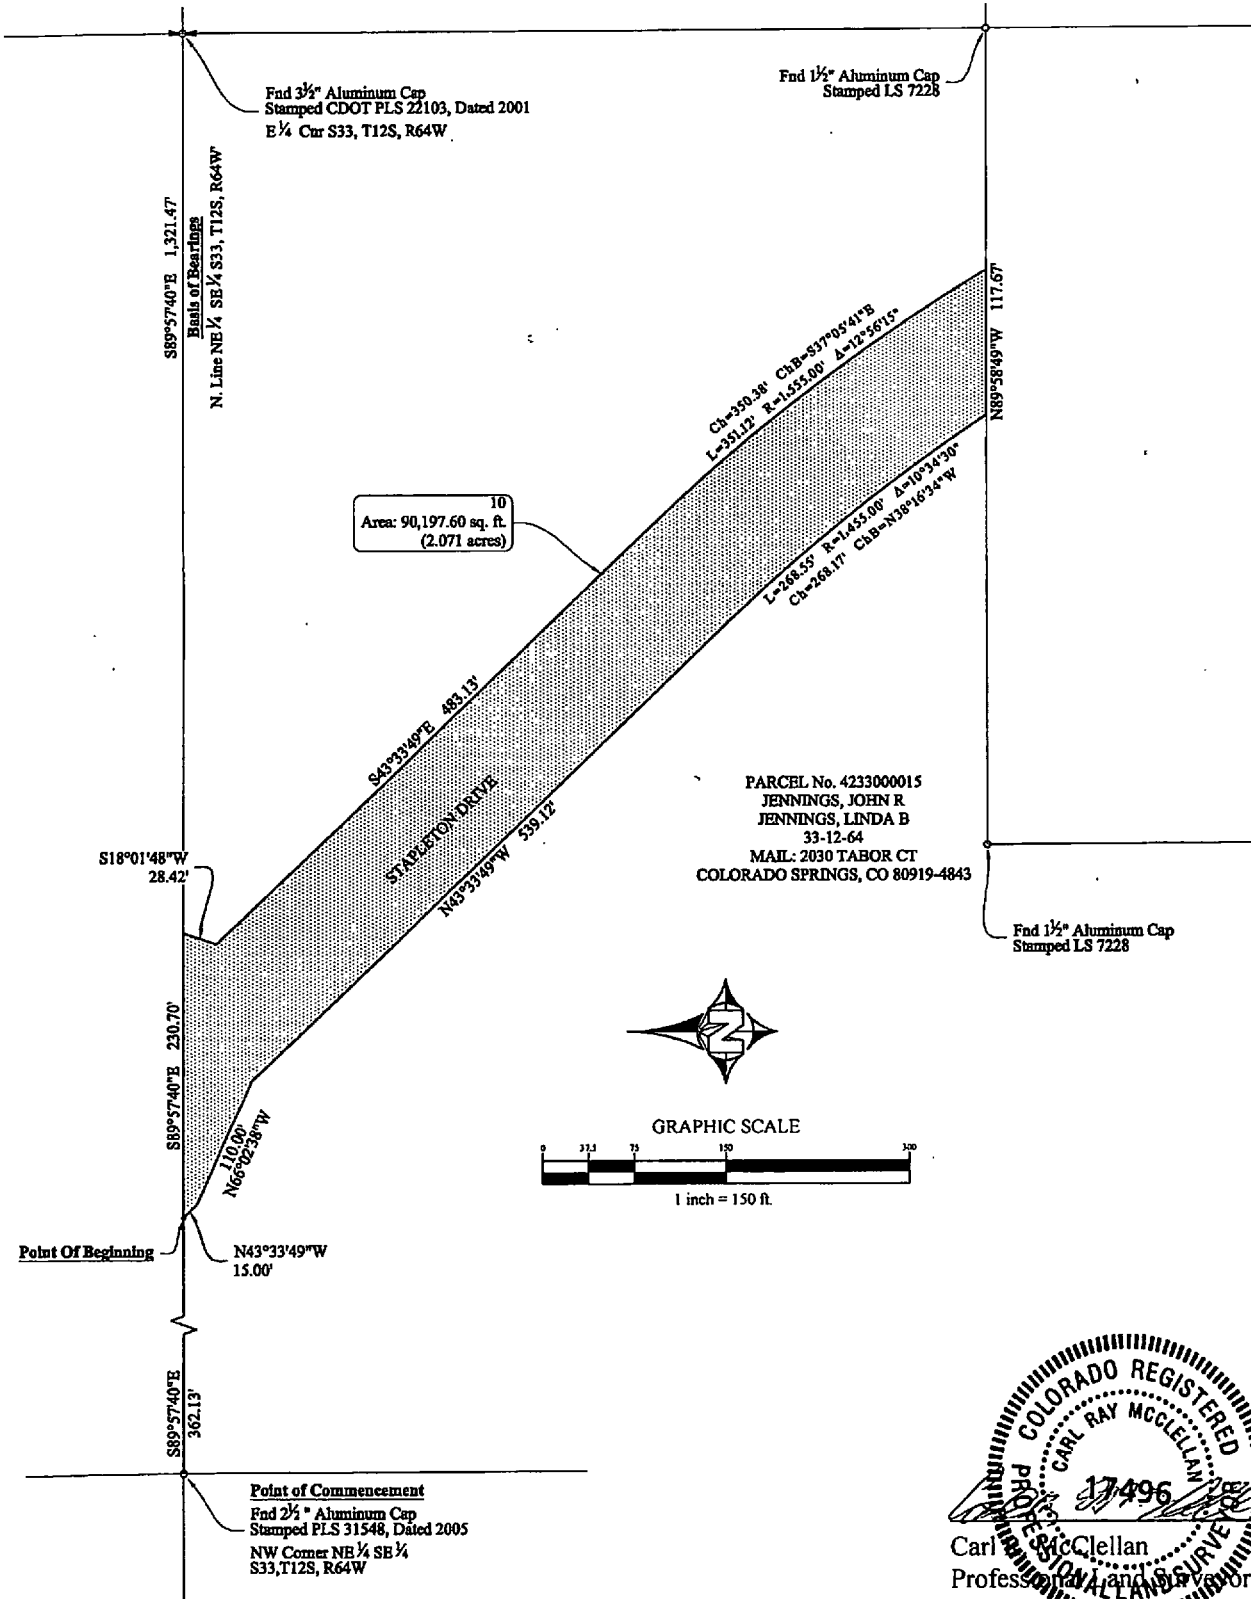 Fnd 3½" Aluminum Cap
Stamped CDOT PLS 22103, Dated 2001
E¼ Cnr S33, T12S, R64W
Fnd 1½" Aluminum Cap
Stamped LS 7228
S89°57'40"E 1,321.47'
Basis of Bearings
N. Line NE¼ SE¼ S33, T12S, R64W
Ch=350.38' ChB=S37°05'41"E
L=351.12' R=1,555.00' Δ=12°56'15"
N89°58'49"W 117.67'
L=268.55' R=1,455.00' Δ=10°34'30"
Ch=268.17' ChB=N38°16'34"W
10
Area: 90,197.60 sq. ft.
(2.071 acres)
S43°33'49"E 483.13'
STAPLETON DRIVE
N43°33'49"W 539.12'
PARCEL No. 4233000015
JENNINGS, JOHN R
JENNINGS, LINDA B
33-12-64
MAIL: 2030 TABOR CT
COLORADO SPRINGS, CO 80919-4843
S18°01'48"W
28.42'
Fnd 1½" Aluminum Cap
Stamped LS 7228
S89°57'40"E 230.70'
110.00'
N66°02'38"W
N
GRAPHIC SCALE
0 37.5 75 150 300
1 inch = 150 ft.
Point Of Beginning
N43°33'49"W
15.00'
S89°57'40"E
362.13'
Point of Commencement
Fnd 2½" Aluminum Cap
Stamped PLS 31548, Dated 2005
NW Corner NE¼ SE¼
S33,T12S, R64W
COLORADO REGISTERED
CARL RAY MCCLELLAN
17496
PROFESSIONAL LAND SURVEYOR
Carl McClellan
Professional Land Surveyor